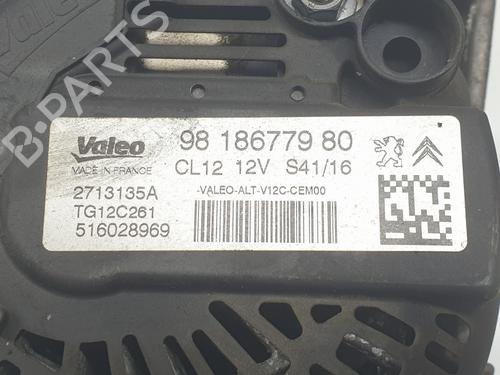 Valeo
Valeo
MADE IN FRANCE
98 186779 80
CL12 12V S41/16
2713135A
TG12C261
516028969
-VALEO-ALT-V12C-CEM00
B-PARTS